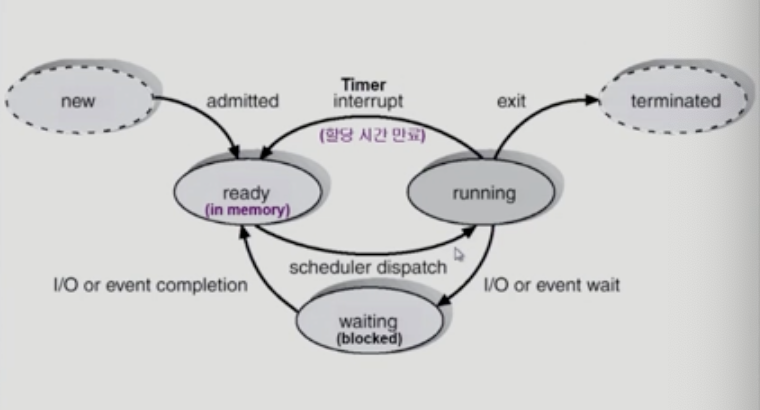 new
admitted
Timer
interrupt
(할당 시간 만료)
exit
terminated
ready
(in memory)
running
scheduler dispatch
I/O or event completion
I/O or event wait
waiting
(blocked)